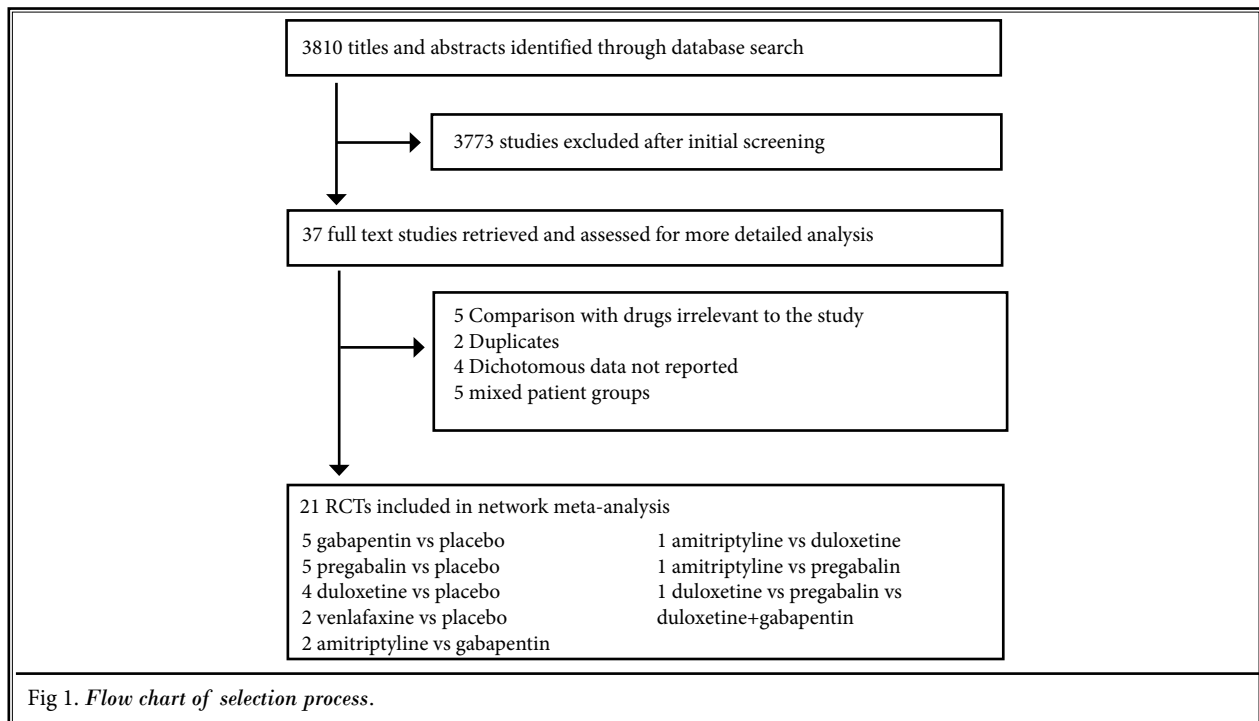 3810 titles and abstracts identified through database search
3773 studies excluded after initial screening
37 full text studies retrieved and assessed for more detailed analysis
5 Comparison with drugs irrelevant to the study
2 Duplicates
4 Dichotomous data not reported
5 mixed patient groups
21 RCTs included in network meta-analysis
5 gabapentin vs placebo
5 pregabalin vs placebo
4 duloxetine vs placebo
2 venlafaxine vs placebo
2 amitriptyline vs gabapentin
1 amitriptyline vs duloxetine
1 amitriptyline vs pregabalin
1 duloxetine vs pregabalin vs
duloxetine+gabapentin
Fig 1. Flow chart of selection process.